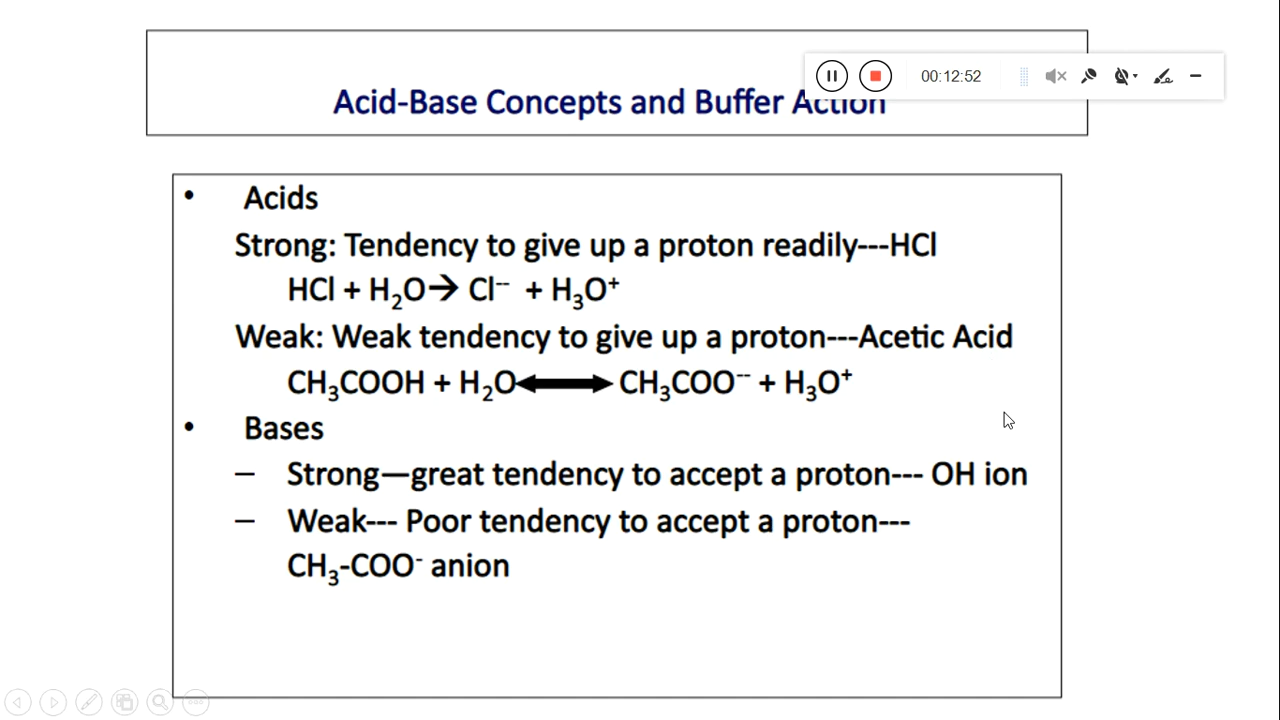 00:12:52
Acid-Base Concepts and Buffer Action
• Acids
Strong: Tendency to give up a proton readily---HCl
HCl + H₂O→ Cl⁻⁻ + H₃O⁺
Weak: Weak tendency to give up a proton---Acetic Acid
CH₃COOH + H₂O⟷ CH₃COO⁻⁻ + H₃O⁺
• Bases
– Strong—great tendency to accept a proton--- OH ion
– Weak--- Poor tendency to accept a proton---
CH₃-COO⁻ anion